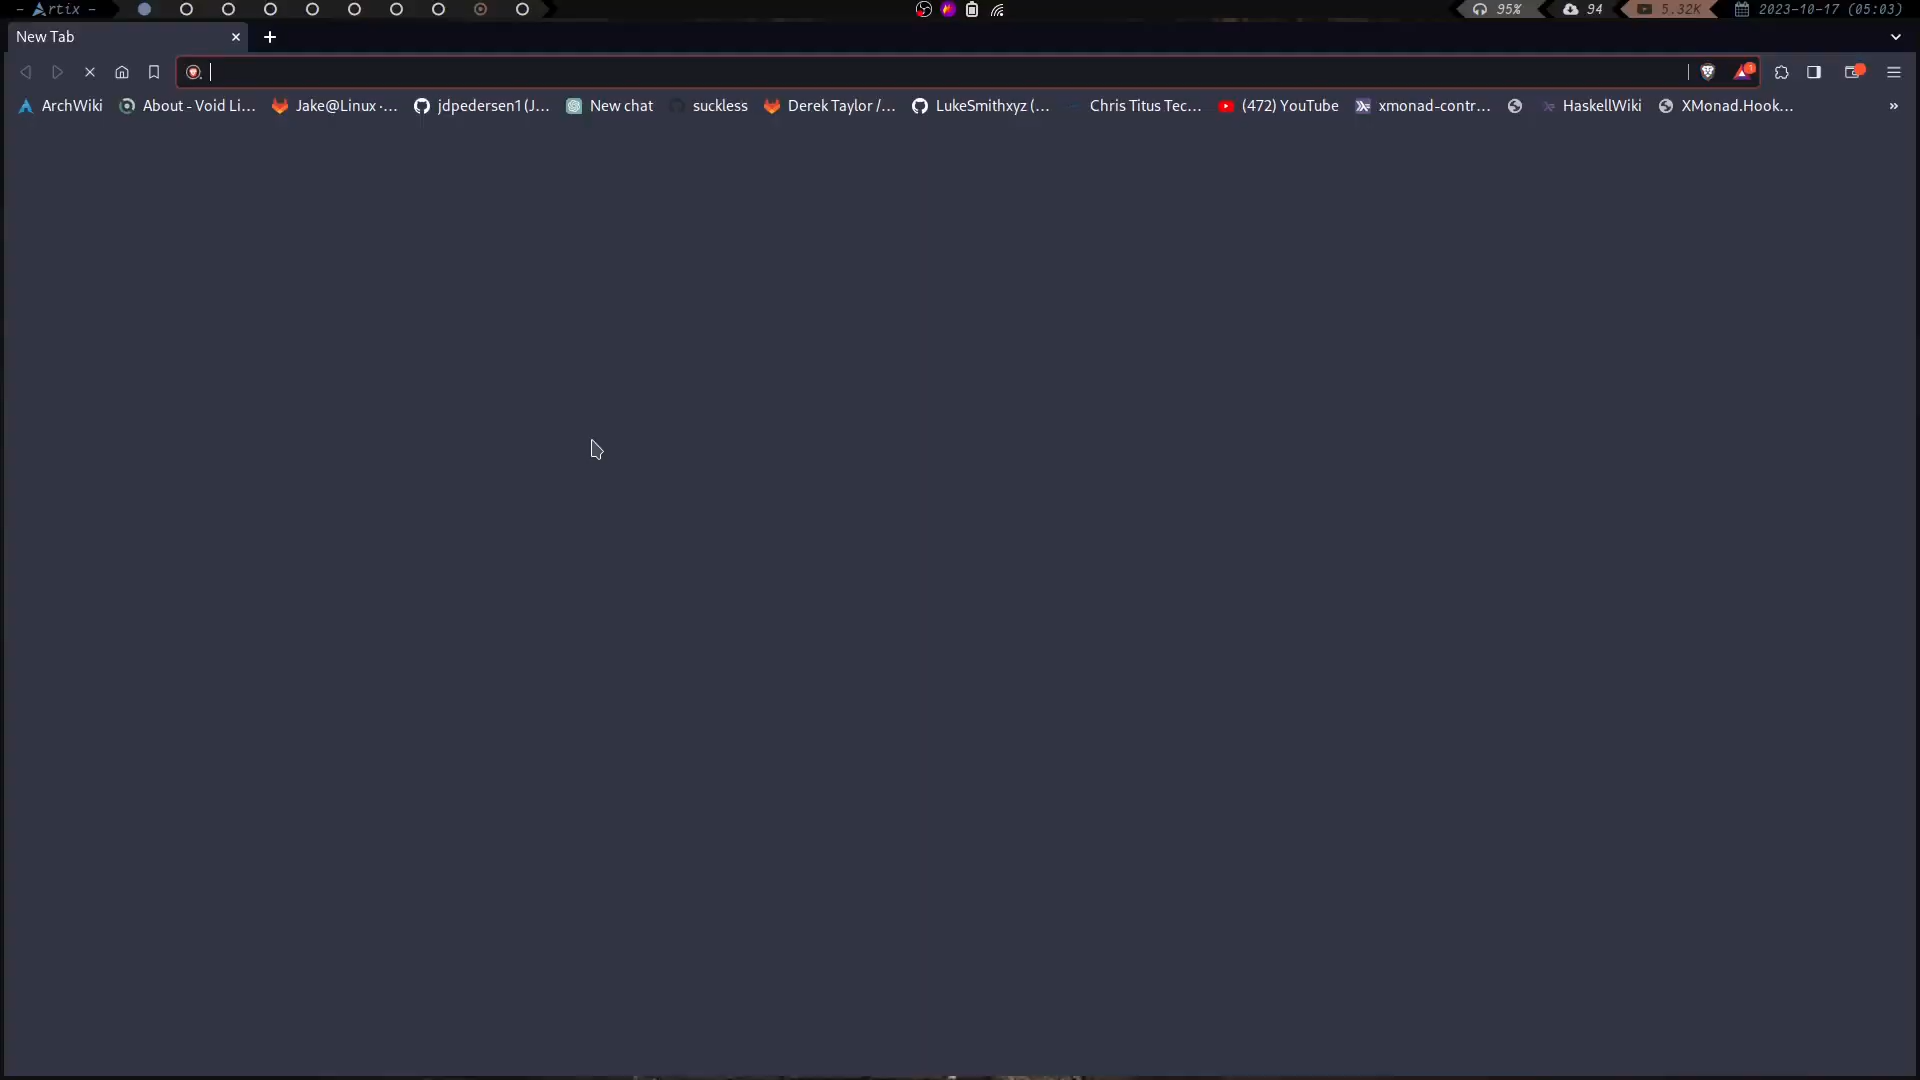 - Artix - 95% 94 5.32K 2023-10-17 (05:03)
New Tab
ArchWiki About - Void Li... Jake@Linux ·... jdpedersen1 (J... New chat suckless Derek Taylor /... LukeSmithxyz (... Chris Titus Tec... (472) YouTube xmonad-contr... HaskellWiki XMonad.Hook... »